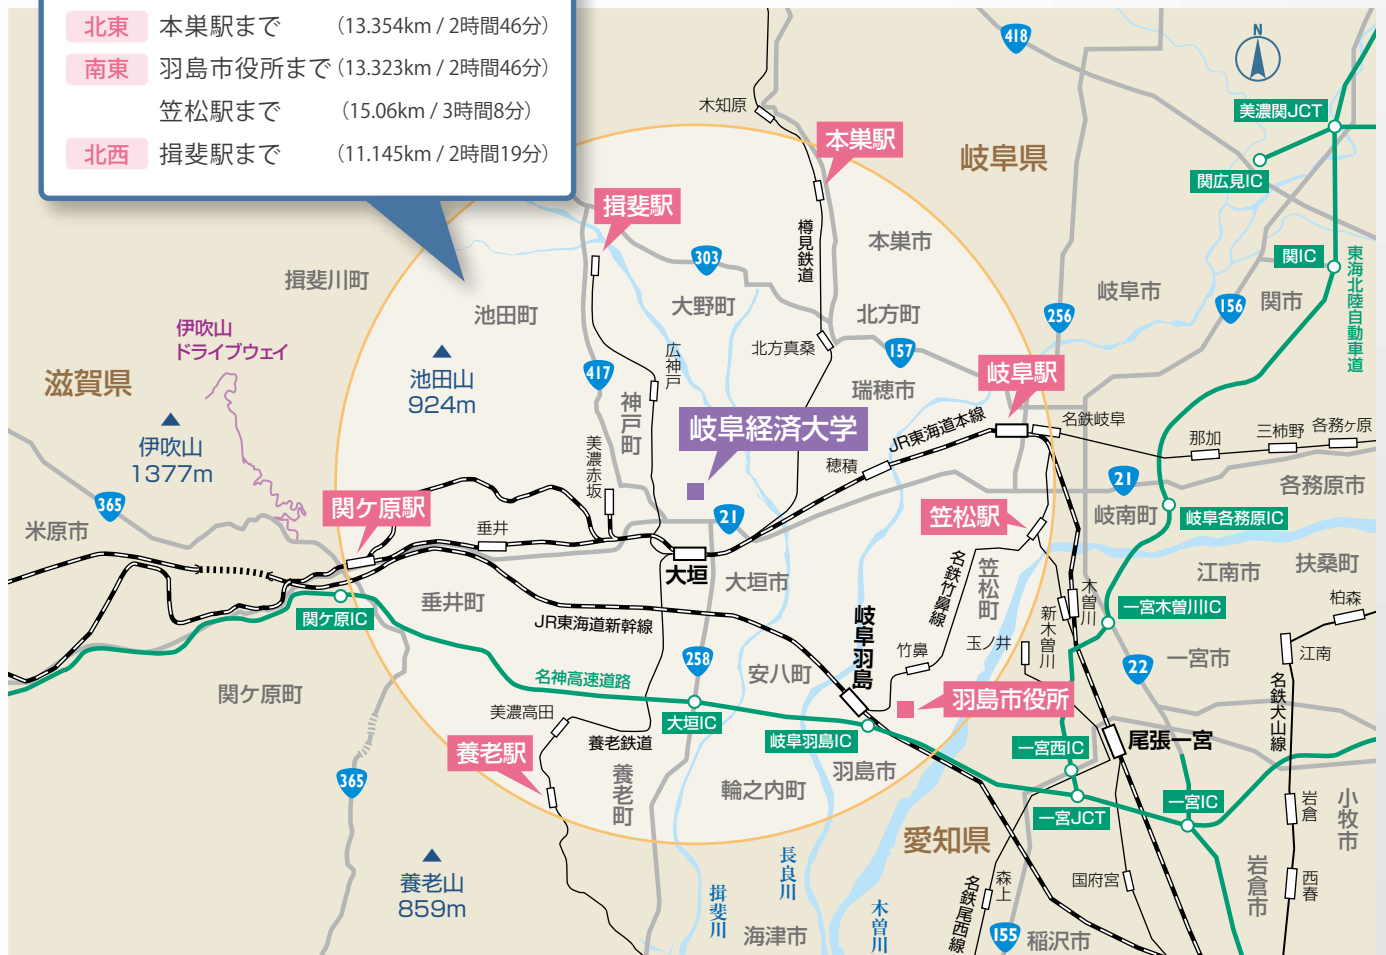 北東 本巣駅まで (13.354km / 2時間46分)
南東 羽島市役所まで (13.323km / 2時間46分)
笠松駅まで (15.06km / 3時間8分)
北西 揖斐駅まで (11.145km / 2時間19分)
N
418
木知原
本巣駅
岐阜県
美濃関JCT
関広見IC
揖斐駅
樽見鉄道
本巣市
関IC
東海北陸自動車道
303
揖斐川町
池田町
大野町
北方町
岐阜市
156
関市
256
伊吹山
ドライブウェイ
広神戸
北方真桑
157
滋賀県
池田山
924m
417
神戸町
瑞穂市
岐阜駅
伊吹山
1377m
美濃赤坂
岐阜経済大学
JR東海道本線
名鉄岐阜
那加
三柿野
各務ヶ原
穂積
365
関ケ原駅
21
各務原市
米原市
垂井
21
笠松駅
岐南町
岐阜各務原IC
大垣
大垣市
名鉄竹鼻線
笠松町
江南市
扶桑町
垂井町
関ケ原IC
JR東海道新幹線
岐阜羽島
木曽川
新木曽川
一宮木曽川IC
柏森
竹鼻
玉ノ井
258
安八町
22
一宮市
江南
関ケ原町
名神高速道路
羽島市役所
名鉄犬山線
美濃高田
大垣IC
養老鉄道
岐阜羽島IC
一宮西IC
尾張一宮
養老駅
365
養老町
羽島市
輪之内町
一宮JCT
一宮IC
岩倉
小牧市
愛知県
養老山
859m
長良川
揖斐川
木曽川
森上
名鉄尾西線
国府宮
岩倉市
西春
海津市
155
稲沢市